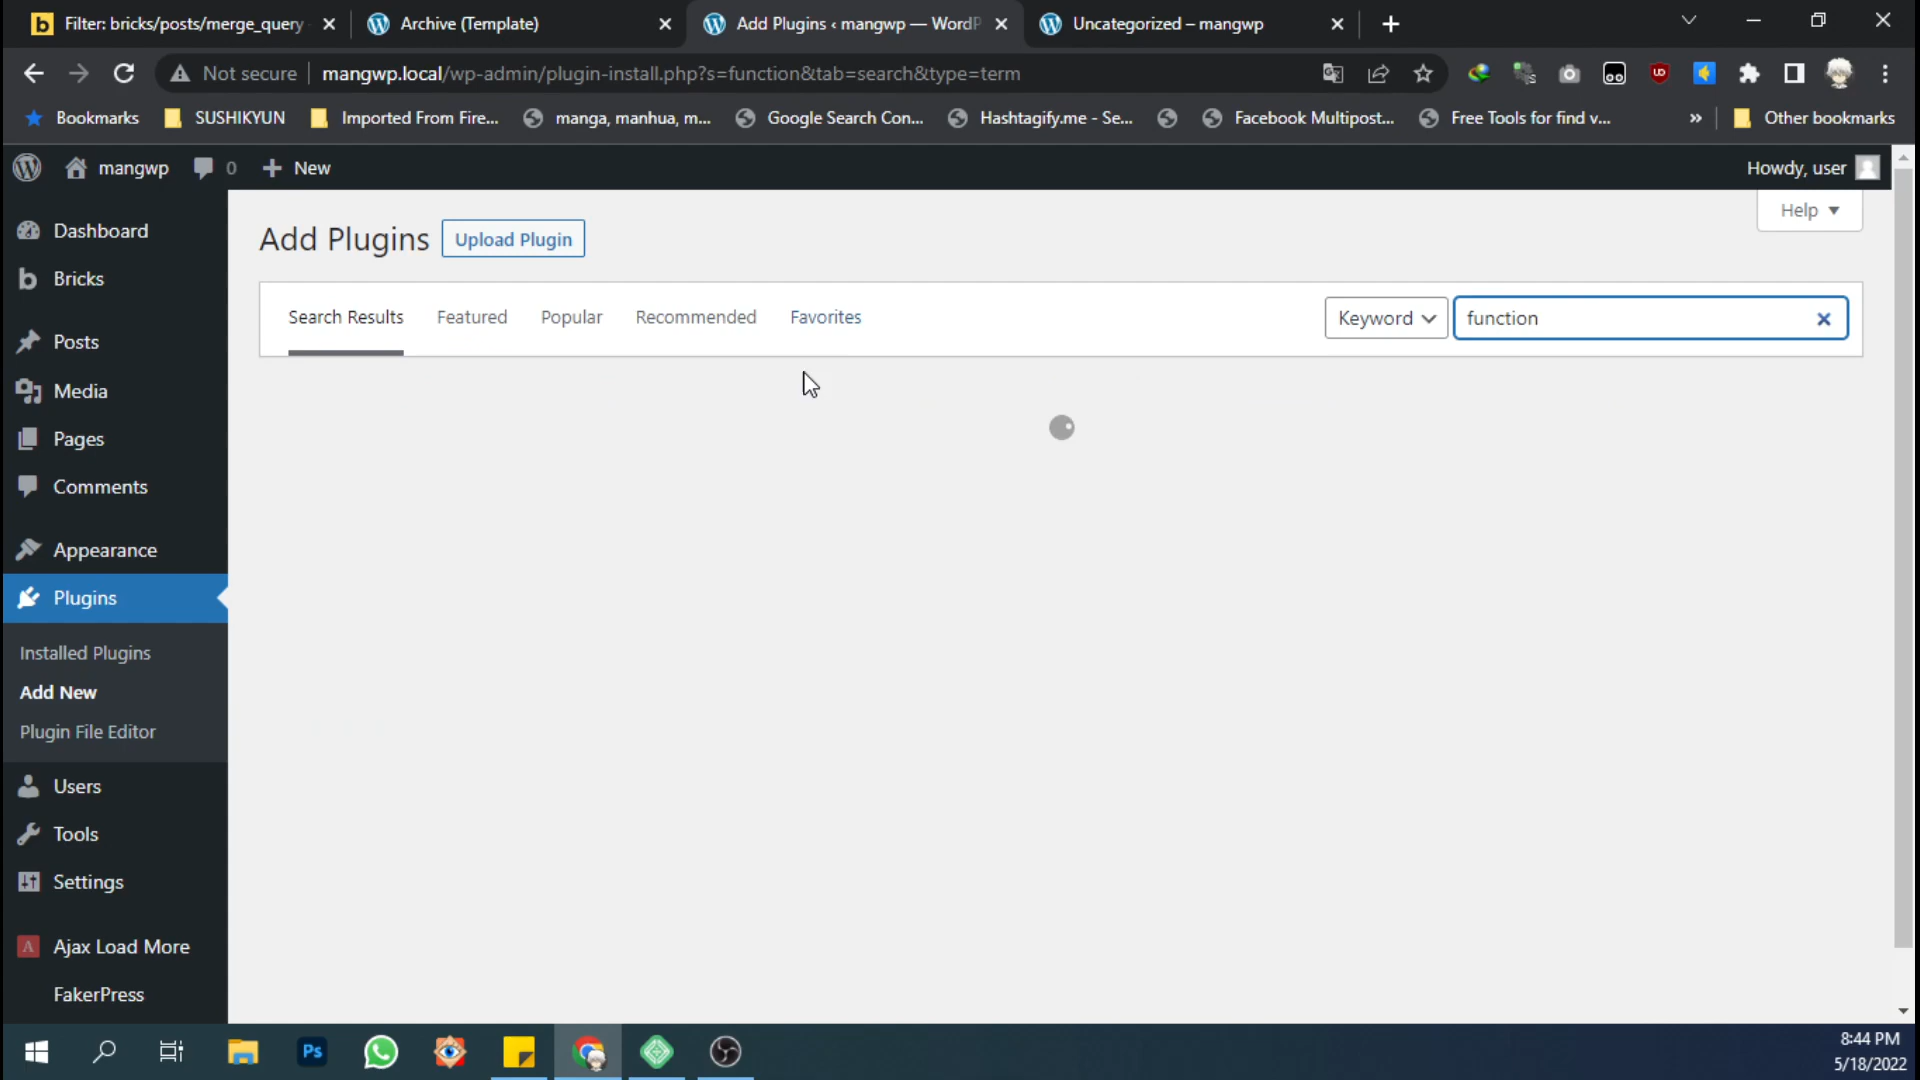 Filter: bricks/posts/merge_query
Archive (Template)
Add Plugins ‹ mangwp — WordP
Uncategorized – mangwp
Not secure
mangwp.local/wp-admin/plugin-install.php?s=function&tab=search&type=term
Bookmarks
SUSHIKYUN
Imported From Fire...
manga, manhua, m...
Google Search Con...
Hashtagify.me - Se...
Facebook Multipost...
Free Tools for find v...
»
Other bookmarks
mangwp
0
New
Howdy, user
Help
Dashboard
Bricks
Posts
Media
Pages
Comments
Appearance
Plugins
Installed Plugins
Add New
Plugin File Editor
Users
Tools
Settings
Ajax Load More
FakerPress
Add Plugins
Upload Plugin
Search Results
Featured
Popular
Recommended
Favorites
Keyword
function
Ps
8:44 PM
5/18/2022